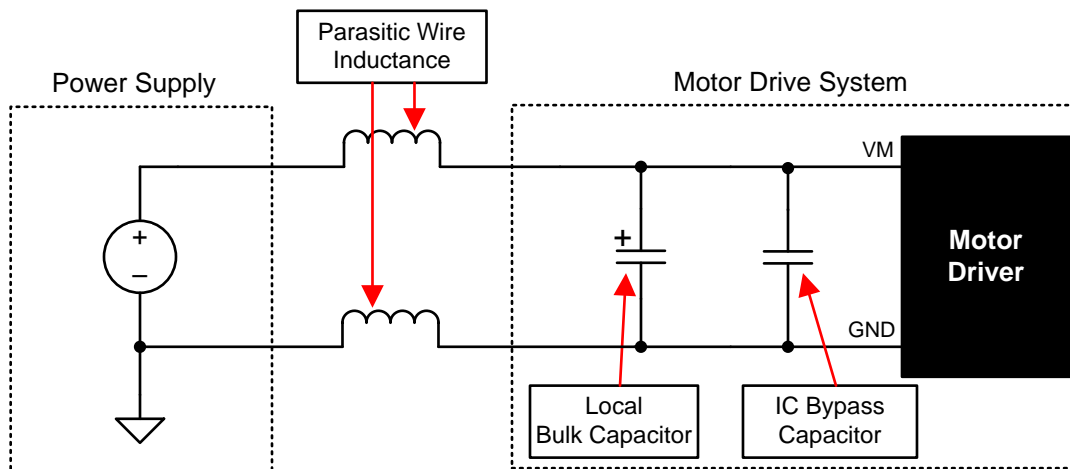 Parasitic Wire
Inductance
Power Supply
Motor Drive System
VM
+
–
+
Motor
Driver
GND
Local
Bulk Capacitor
IC Bypass
Capacitor